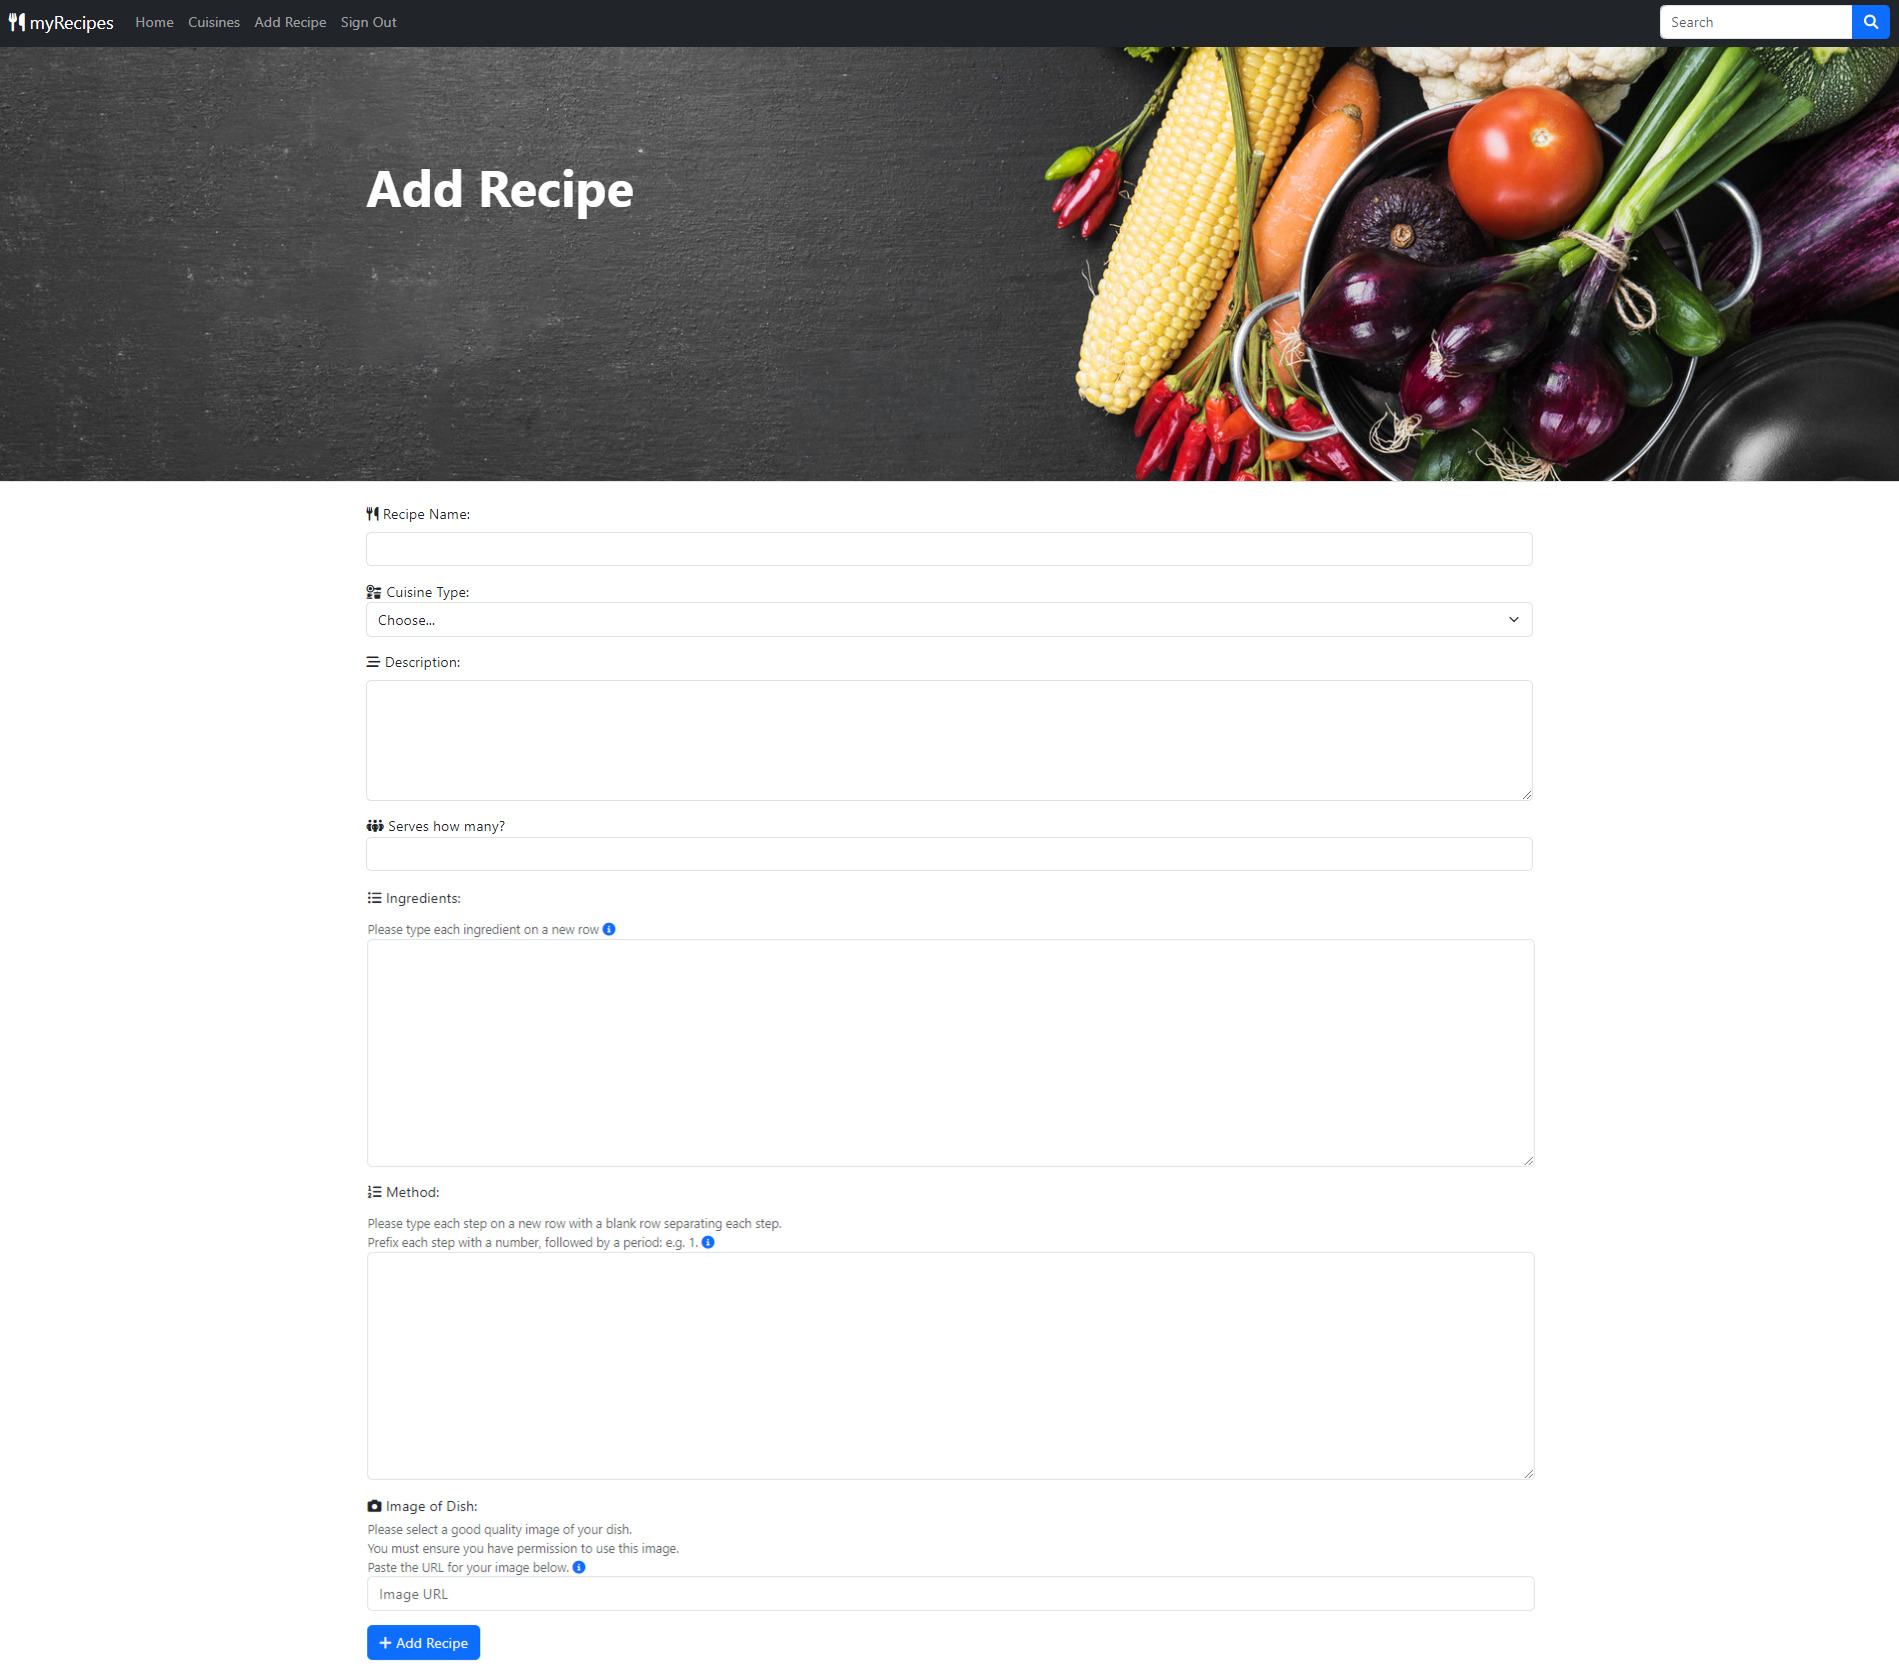 myRecipes Home Cuisines Add Recipe Sign Out Search
Add Recipe
Recipe Name:
Cuisine Type:
Choose...
Description:
Serves how many?
Ingredients:
Please type each ingredient on a new row
Method:
Please type each step on a new row with a blank row separating each step.
Prefix each step with a number, followed by a period: e.g. 1.
Image of Dish:
Please select a good quality image of your dish.
You must ensure you have permission to use this image.
Paste the URL for your image below.
Image URL
Add Recipe